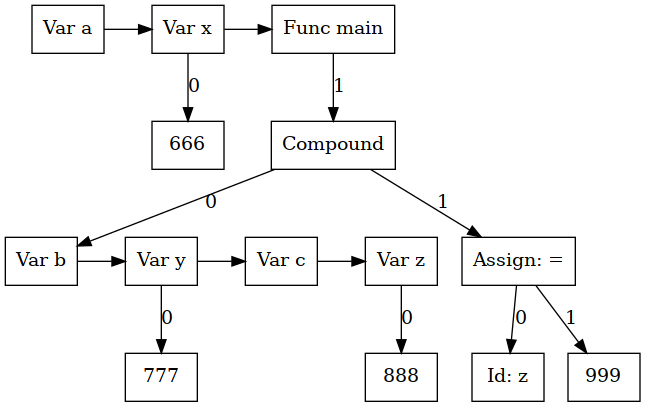 Var a
Var x
Func main
0
1
666
Compound
0
1
Var b
Var y
Var c
Var z
Assign: =
0
0
0
1
777
888
Id: z
999